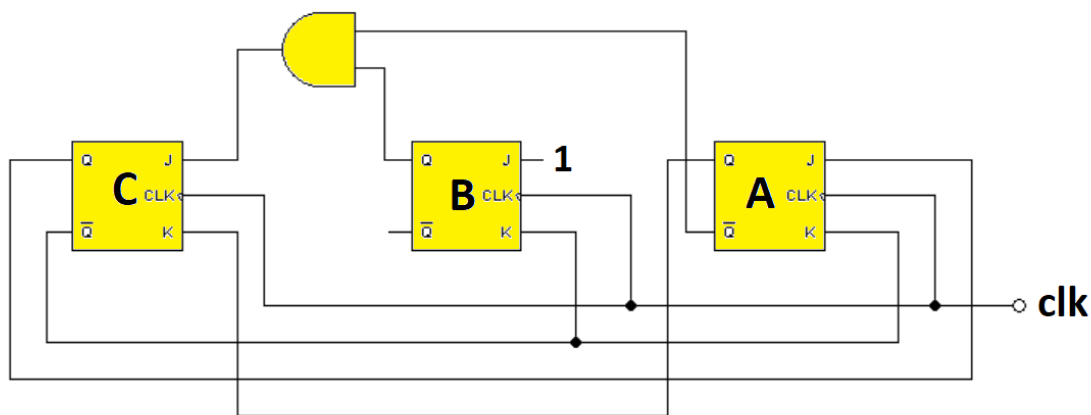 Q J Q J 1 Q J
C CLK B CLK A CLK
Q̅ K Q̅ K Q̅ K
clk